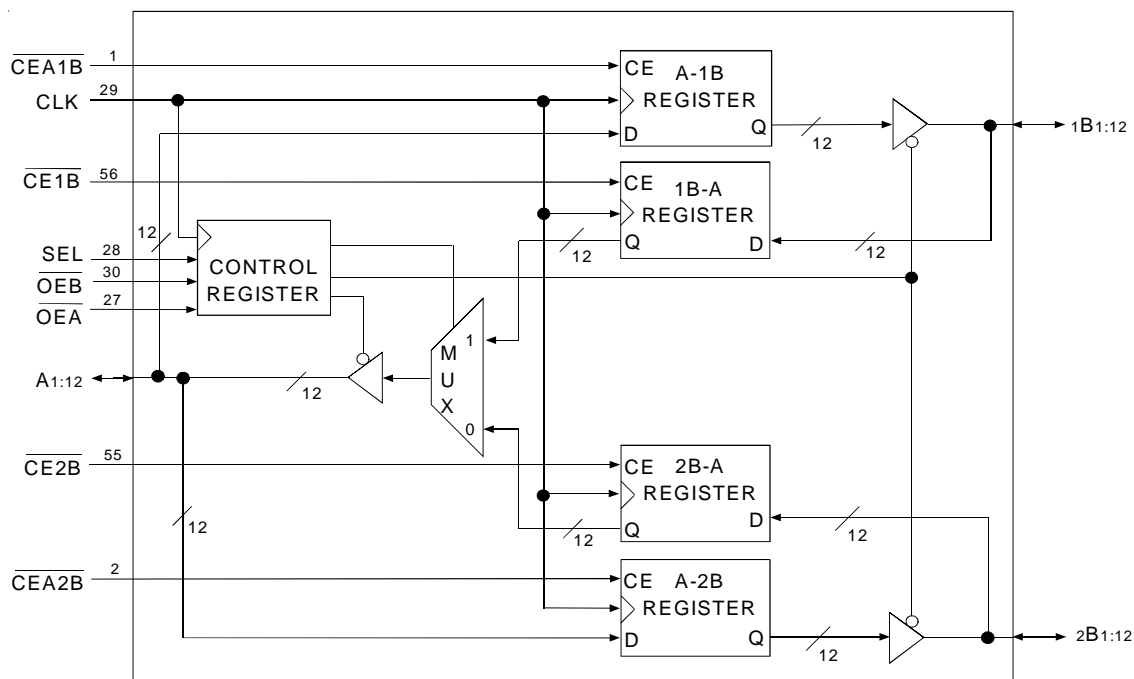 CEA1B 1
CE A-1B
CLK 29
REGISTER
D Q 12
1B1:12
CE1B 56
CE 1B-A
REGISTER
Q D
12 12
12
SEL 28
OEB 30
OEA 27
CONTROL
REGISTER
1
M
U
X
0
A1:12
12
CE2B 55
CE 2B-A
REGISTER
Q D
12 12
12
CEA2B 2
CE A-2B
REGISTER
D Q 12
2B1:12